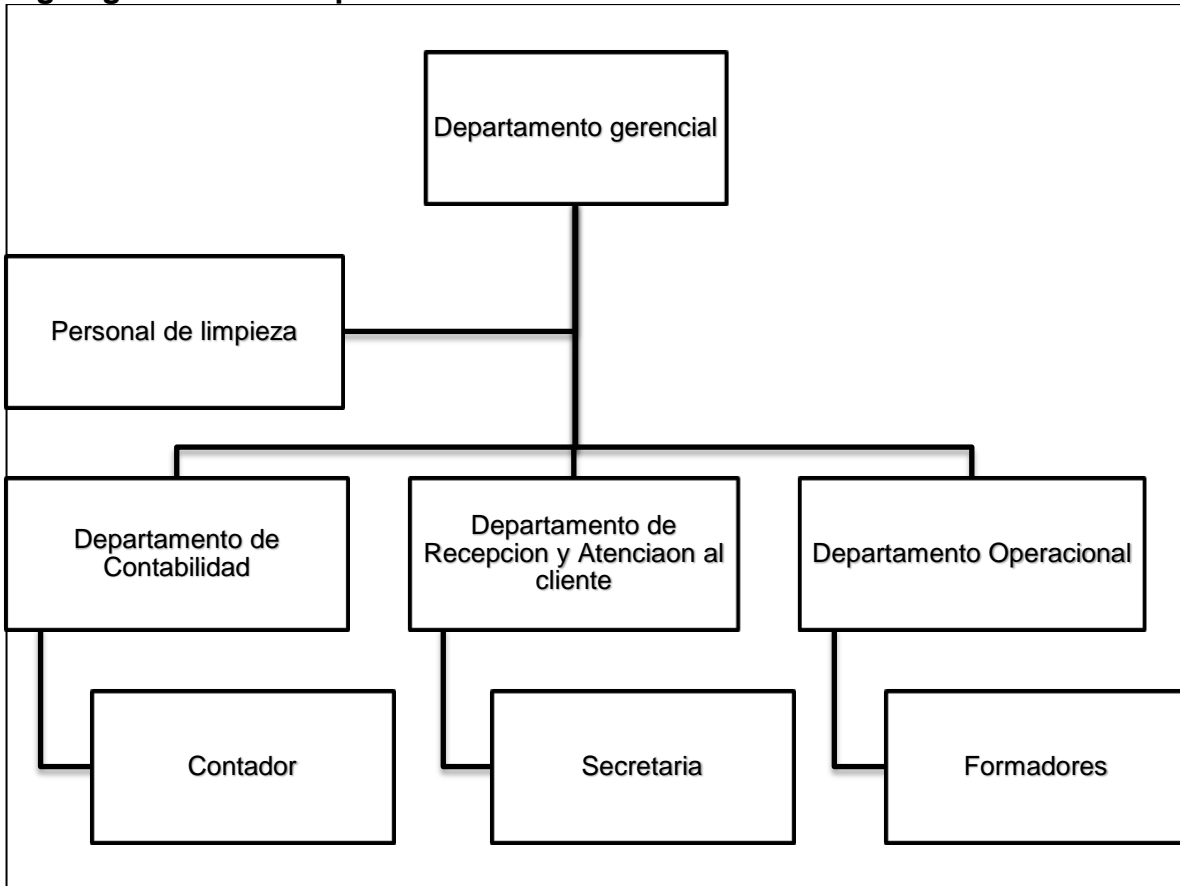 Departamento gerencial
Personal de limpieza
Departamento de
Contabilidad
Departamento de
Recepcion y Atenciaon al
cliente
Departamento Operacional
Contador
Secretaria
Formadores